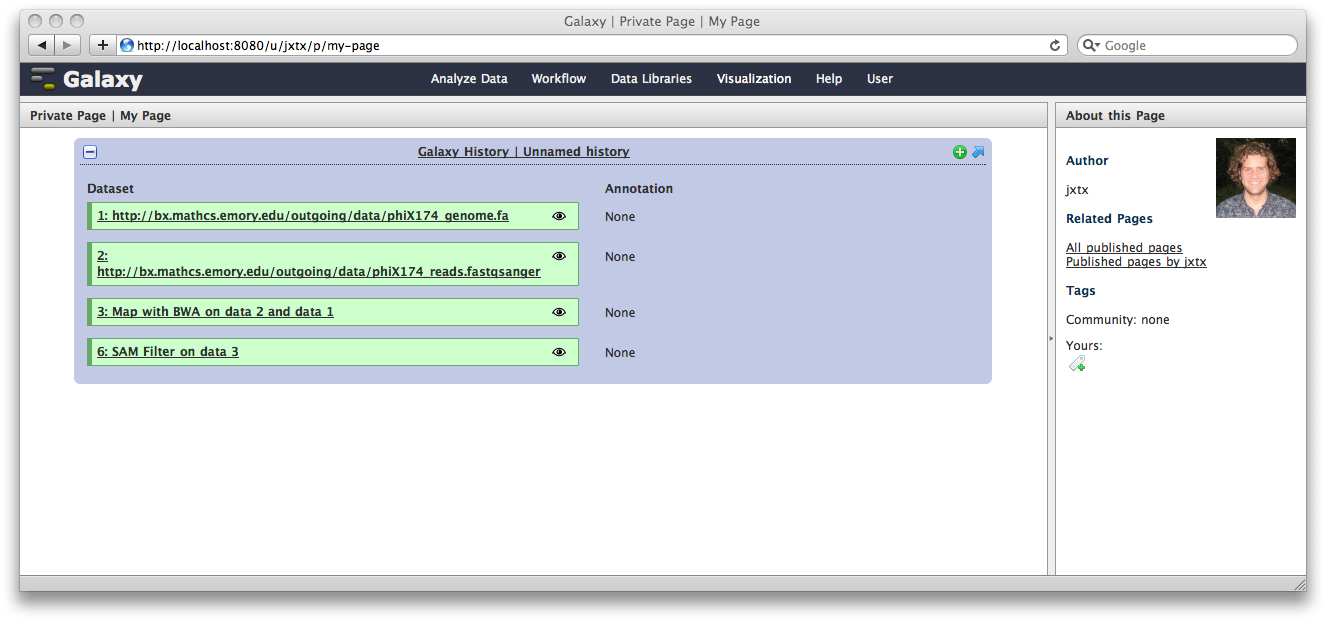 Galaxy | Private Page | My Page
http://localhost:8080/u/jxtx/p/my-page
Google
Galaxy
Analyze Data Workflow Data Libraries Visualization Help User
Private Page | My Page
Galaxy History | Unnamed history
Dataset Annotation
1: http://bx.mathcs.emory.edu/outgoing/data/phiX174_genome.fa None
2: None
http://bx.mathcs.emory.edu/outgoing/data/phiX174_reads.fastqsanger
3: Map with BWA on data 2 and data 1 None
6: SAM Filter on data 3 None
About this Page
Author
jxtx
Related Pages
All published pages
Published pages by jxtx
Tags
Community: none
Yours: